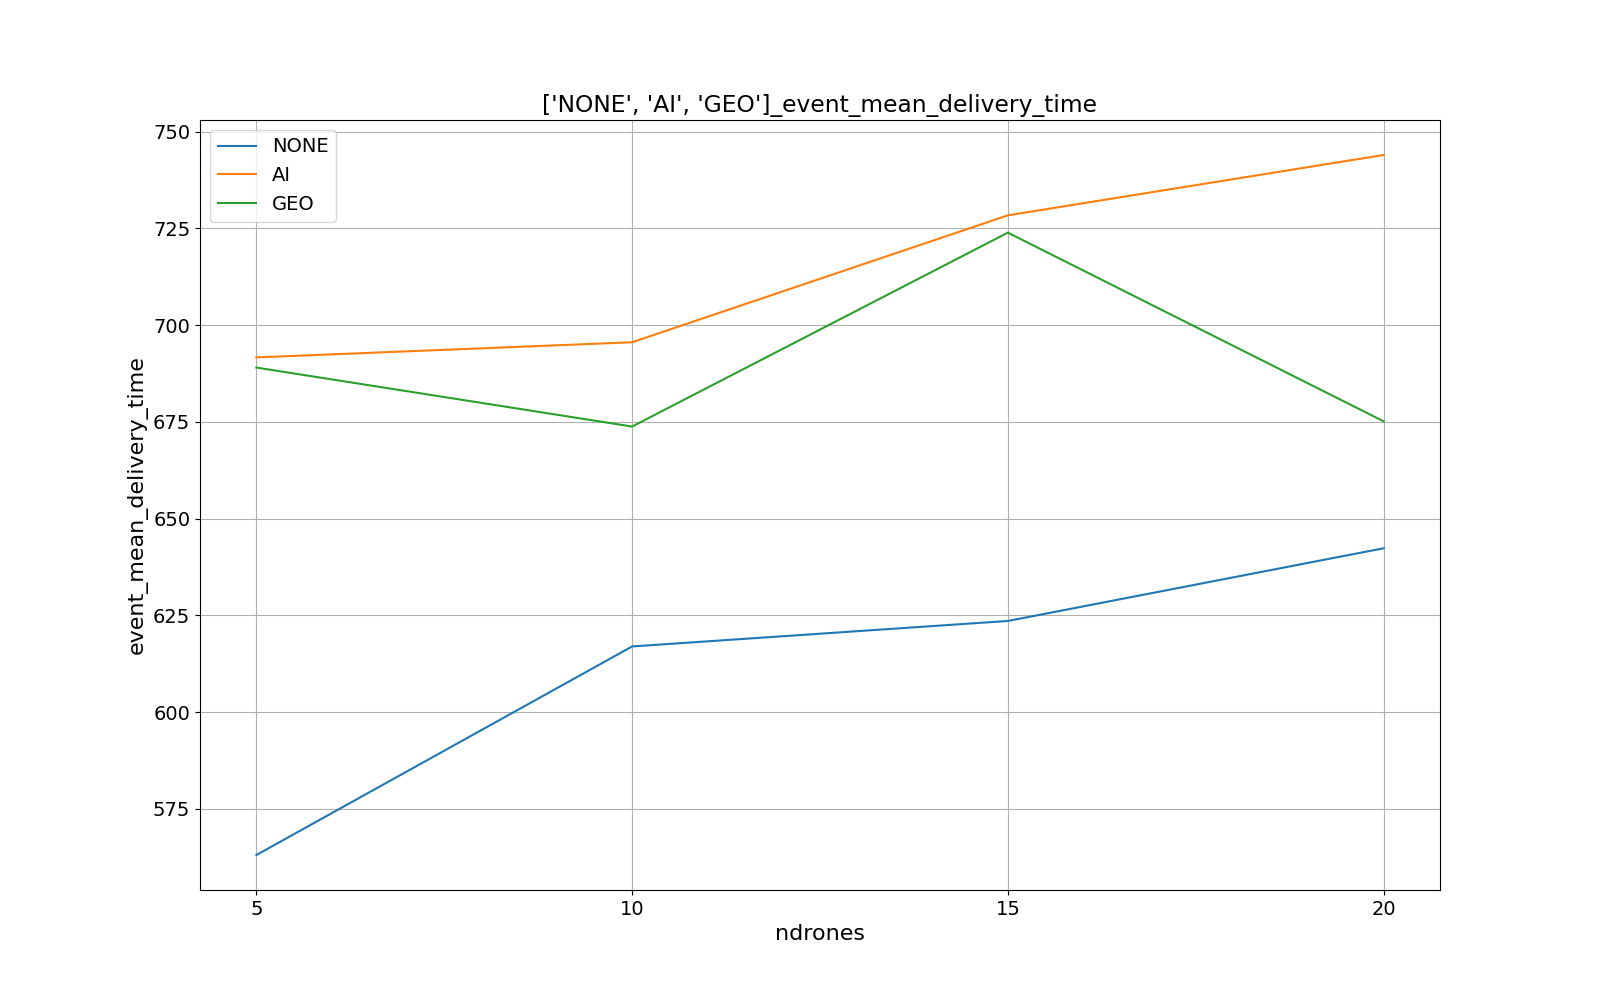 ['NONE', 'AI', 'GEO']_event_mean_delivery_time
750
725
700
675
650
625
600
575
event_mean_delivery_time
NONE
AI
GEO
5
10
15
20
ndrones